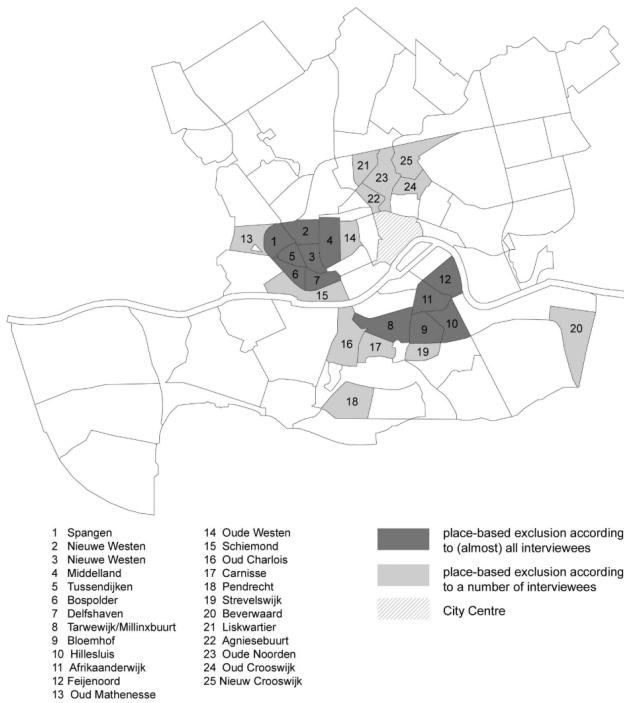 21
25
23
24
22
2
1
4
14
13
5
3
6
7
15
12
11
8
9
10
16
17
19
20
18
1 Spangen
2 Nieuwe Westen
3 Nieuwe Westen
4 Middelland
5 Tussendijken
6 Bospolder
7 Delfshaven
8 Tarwewijk/Millinxbuurt
9 Bloemhof
10 Hillesluis
11 Afrikaanderwijk
12 Feijenoord
13 Oud Mathenesse
14 Oude Westen
15 Schiemond
16 Oud Charlois
17 Carnisse
18 Pendrecht
19 Strevelswijk
20 Beverwaard
21 Liskwartier
22 Agniesebuurt
23 Oude Noorden
24 Oud Crooswijk
25 Nieuw Crooswijk
place-based exclusion according
to (almost) all interviewees
place-based exclusion according
to a number of interviewees
City Centre